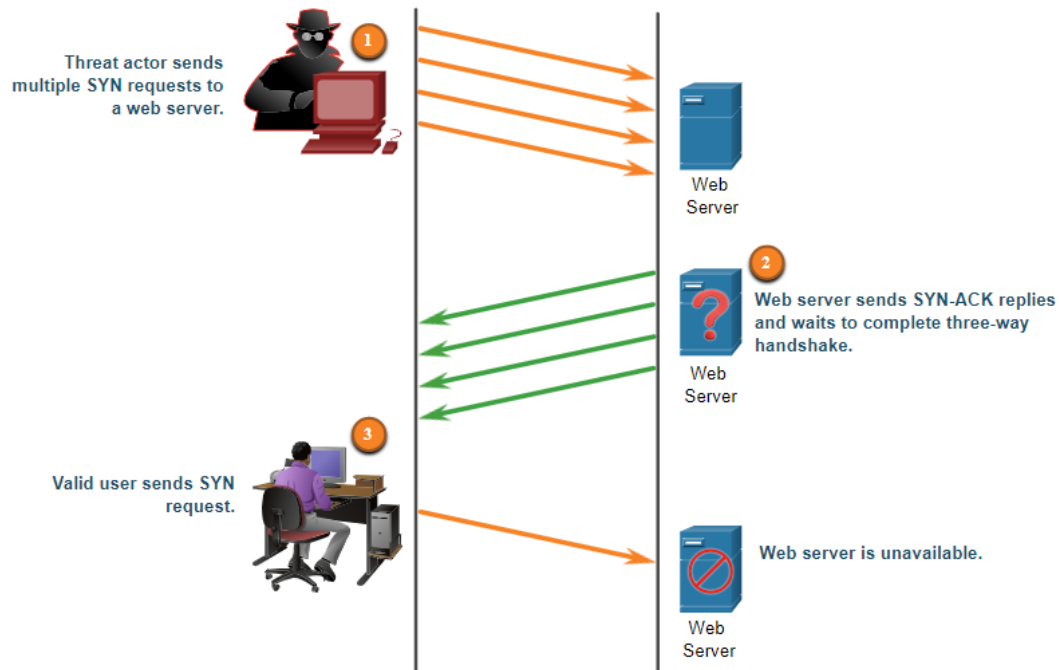 1
Threat actor sends
multiple SYN requests to
a web server.
Web
Server
2
Web server sends SYN-ACK replies
and waits to complete three-way
handshake.
Web
Server
3
Valid user sends SYN
request.
Web server is unavailable.
Web
Server